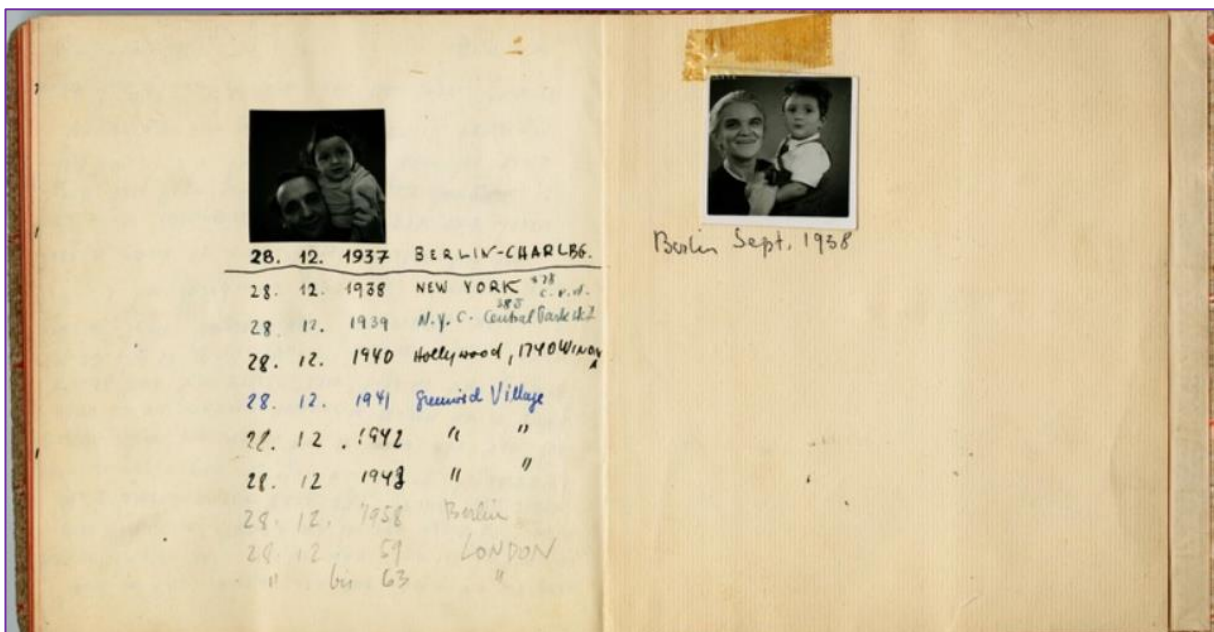 28. 12. 1937 BERLIN-CHARLBG.
28. 12. 1938 NEW YORK
28 12. 1939 N.Y.C. Central Park
28. 12. 1940 Hollywood, 1740
28. 12. 1941 Greenwich Village
28. 12. 1942 " "
28. 12 1943 " "
28. 12. 1958 Berlin
28 12 59 LONDON
" bis 63 "
Berlin Sept. 1938